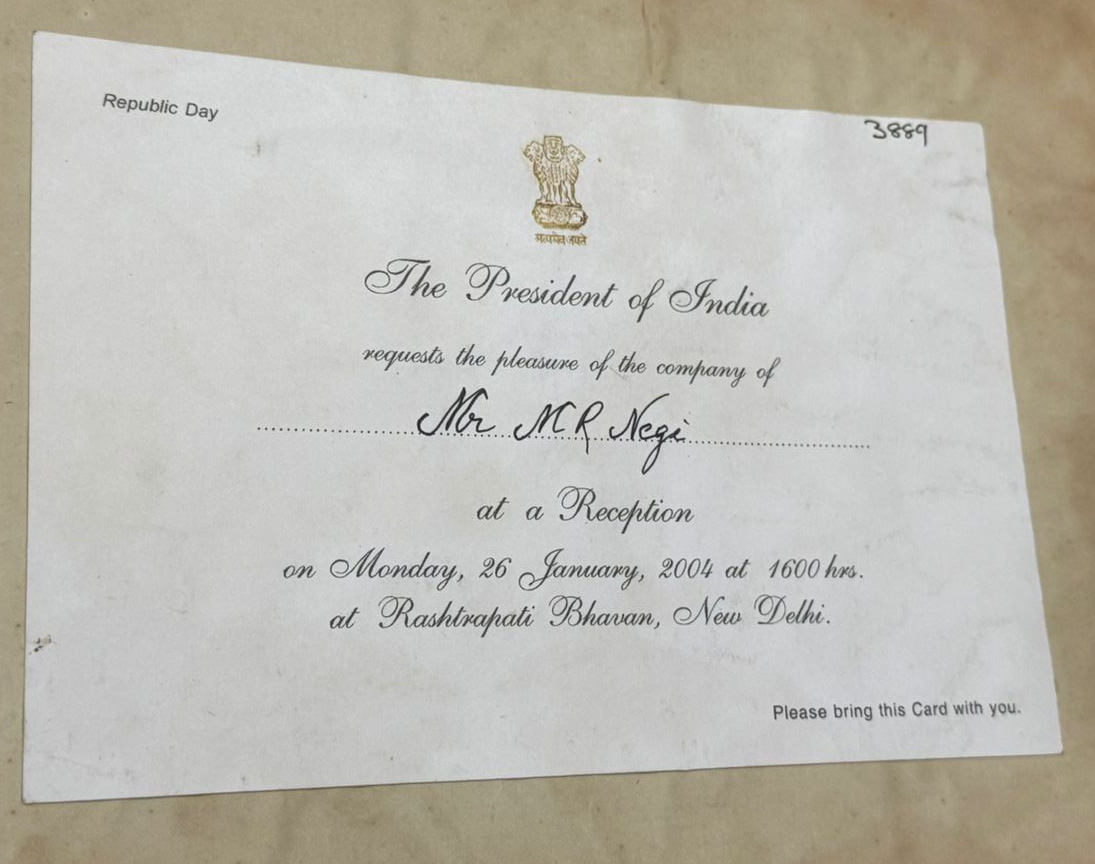 Republic Day
3889
सत्यमेव जयते
The President of India
requests the pleasure of the company of
Mr M R Negi
at a Reception
on Monday, 26 January, 2004 at 1600 hrs.
at Rashtrapati Bhavan, New Delhi.
Please bring this Card with you.